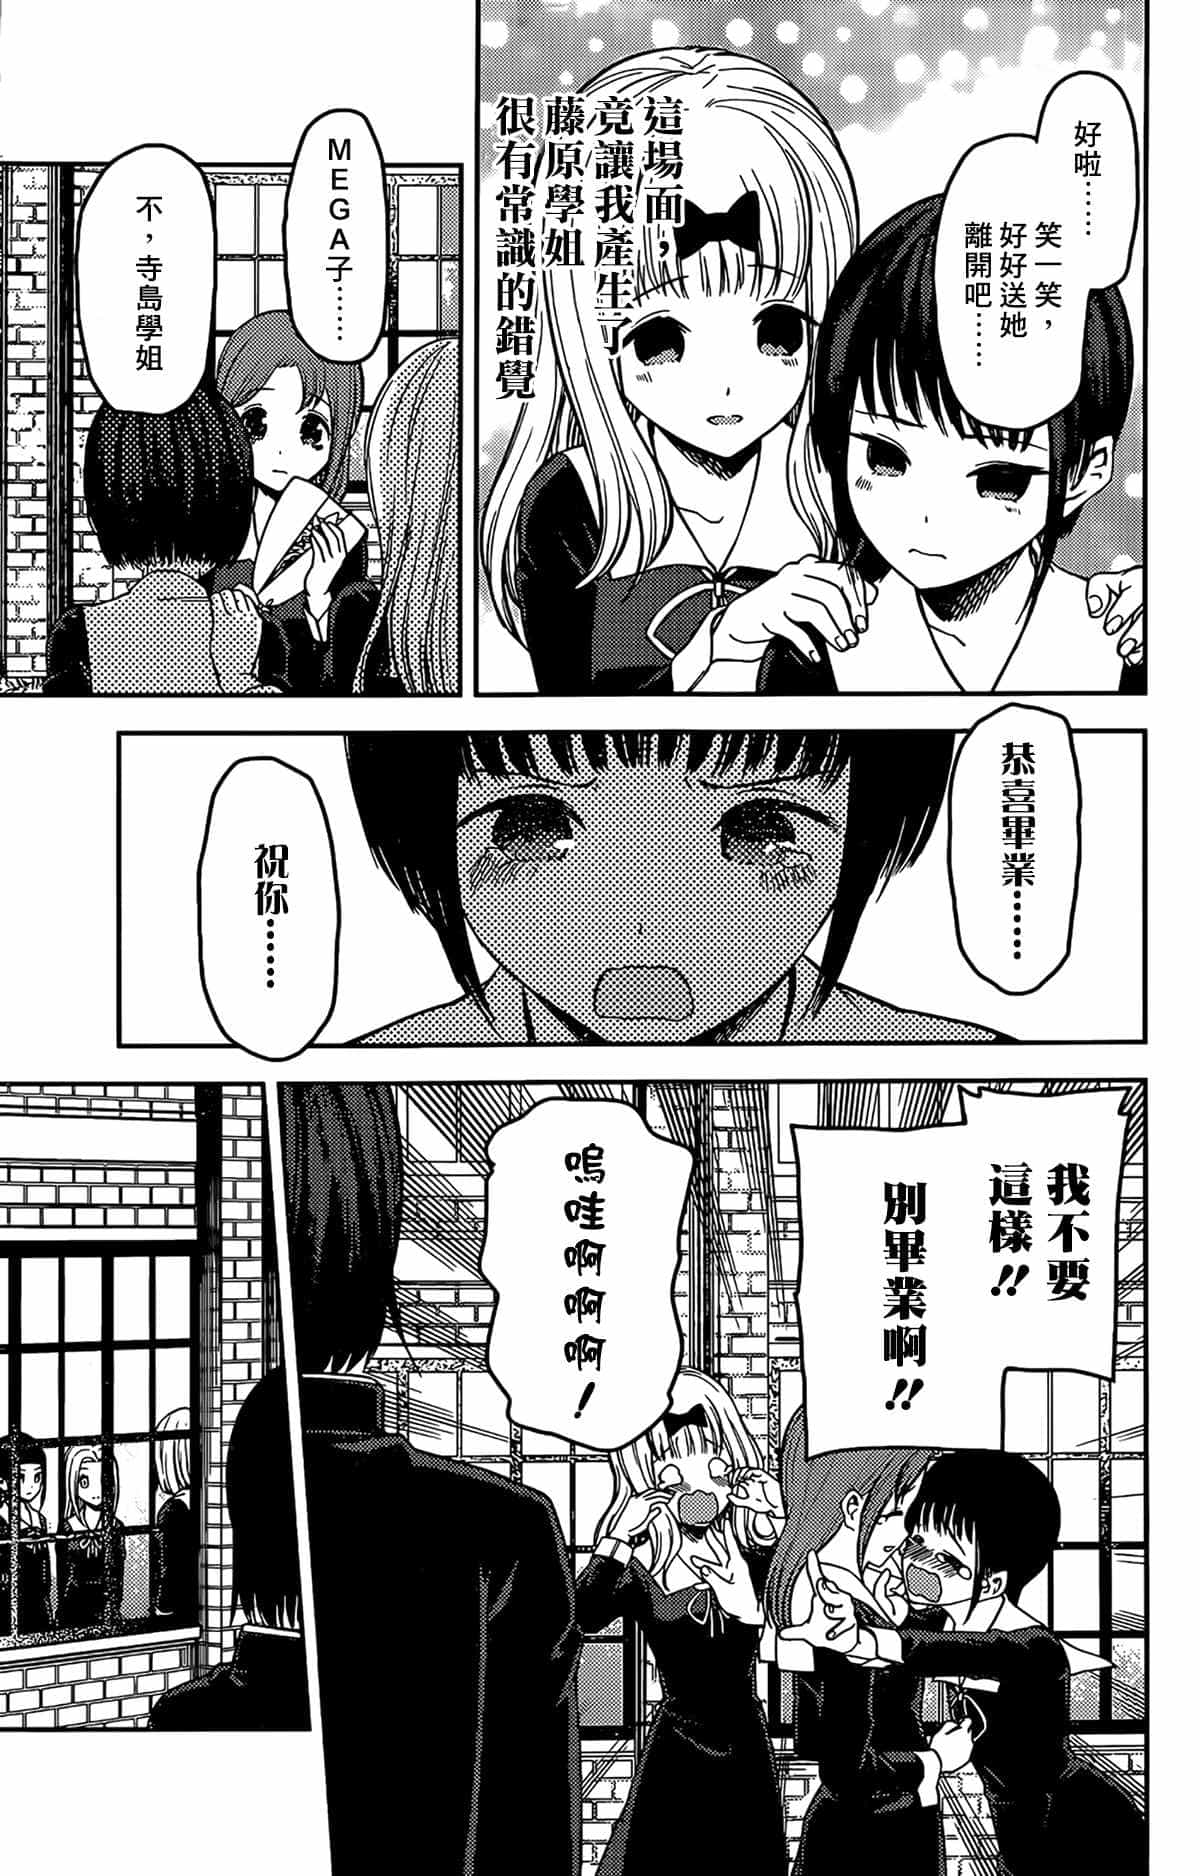 好啦……
笑一笑，
好好送她
離開吧……
這場面，
竟讓我產生了
藤原學姐
很有常識的錯覺
MEGA子……
不，寺島學姐
恭喜畢業……
祝你……
我不要
這樣!!
別畢業啊!!
嗚哇啊啊啊！